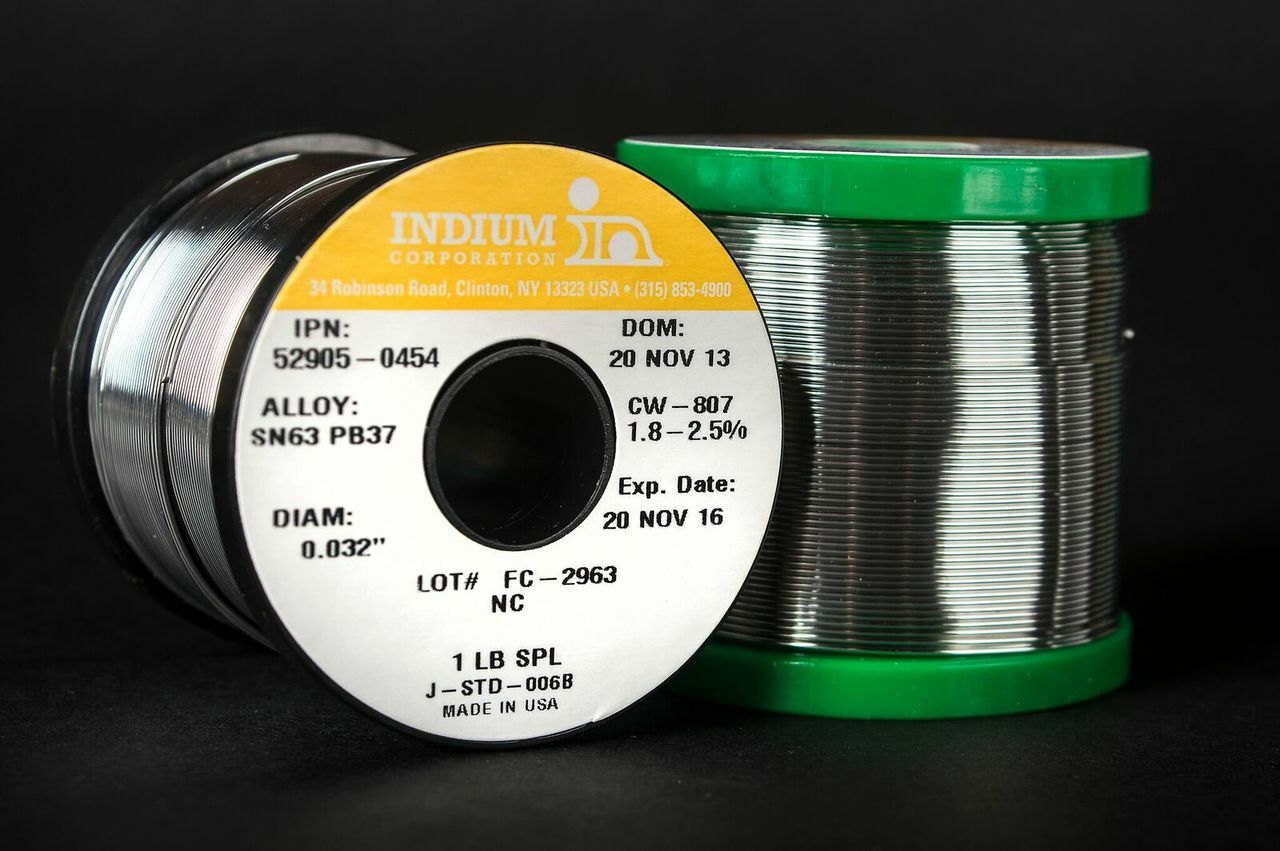 INDIUM
CORPORATION
34 Robinson Road, Clinton, NY 13323 USA • (315) 853-4900
IPN:
52905-0454
DOM:
20 NOV 13
ALLOY:
SN63 PB37
CW-807
1.8-2.5%
Exp. Date:
20 NOV 16
DIAM:
0.032"
LOT# FC-2963
NC
1 LB SPL
J-STD-006B
MADE IN USA